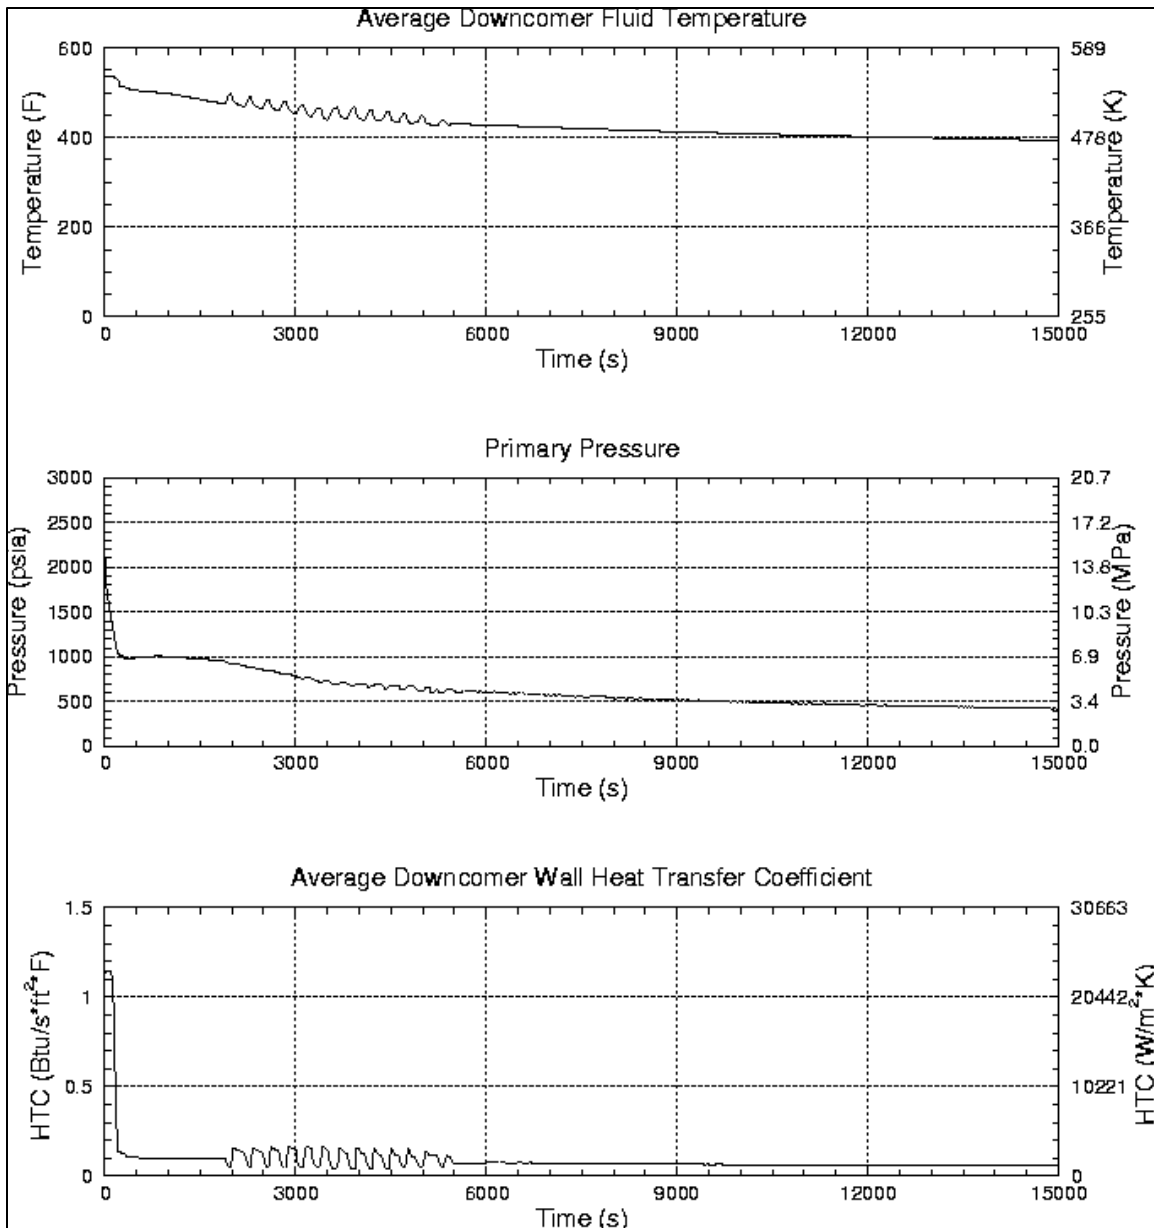 Average Downcomer Fluid Temperature
600
400
200
0
589
478
366
255
Temperature (F)
Temperature (K)
0 3000 6000 9000 12000 15000
Time (s)
Primary Pressure
3000
2500
2000
1500
1000
500
0
20.7
17.2
13.8
10.3
6.9
3.4
0.0
Pressure (psia)
Pressure (MPa)
0 3000 6000 9000 12000 15000
Time (s)
Average Downcomer Wall Heat Transfer Coefficient
1.5
1
0.5
0
30663
20442
10221
0
HTC (Btu/s*ft²*F)
HTC (W/m²*K)
0 3000 6000 9000 12000 15000
Time (s)